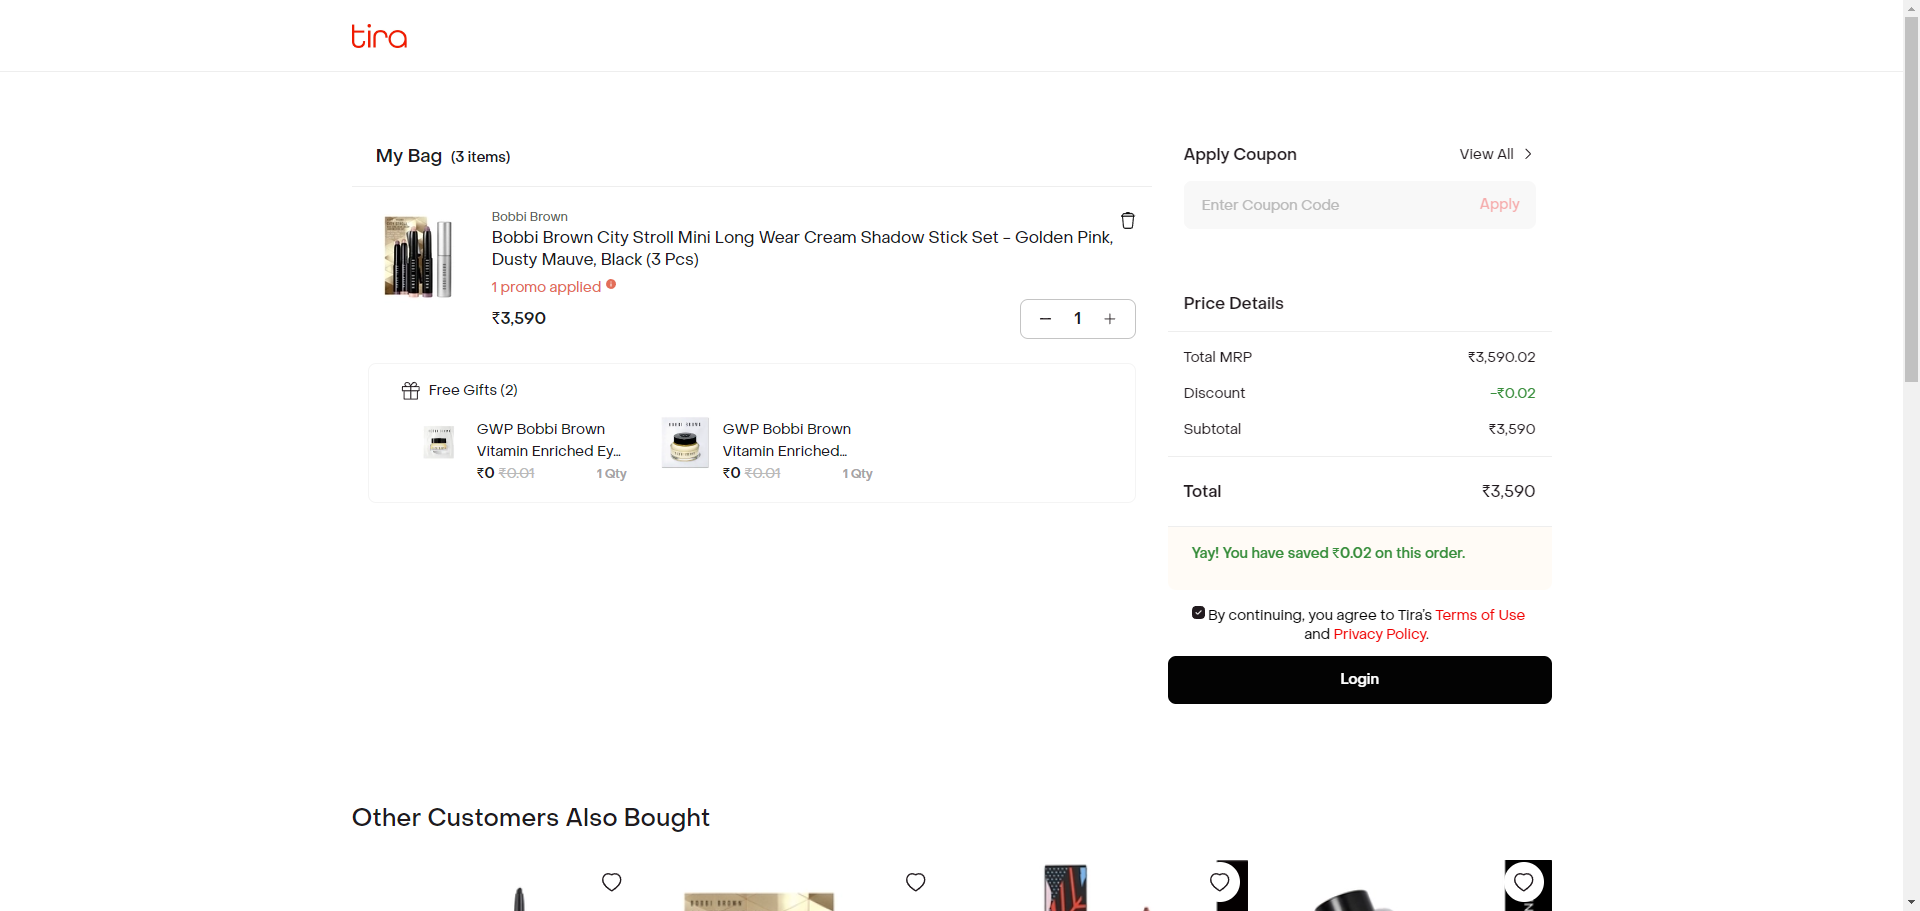 tira
My Bag (3 items)
Bobbi Brown
Bobbi Brown City Stroll Mini Long Wear Cream Shadow Stick Set - Golden Pink,
Dusty Mauve, Black (3 Pcs)
1 promo applied
₹3,590
1
Free Gifts (2)
GWP Bobbi Brown
Vitamin Enriched Ey...
₹0 ₹0.01 1 Qty
GWP Bobbi Brown
Vitamin Enriched...
₹0 ₹0.01 1 Qty
Apply Coupon
View All
Enter Coupon Code
Apply
Price Details
Total MRP ₹3,590.02
Discount -₹0.02
Subtotal ₹3,590
Total ₹3,590
Yay! You have saved ₹0.02 on this order.
By continuing, you agree to Tira's Terms of Use
and Privacy Policy.
Login
Other Customers Also Bought
BOBBI BROWN